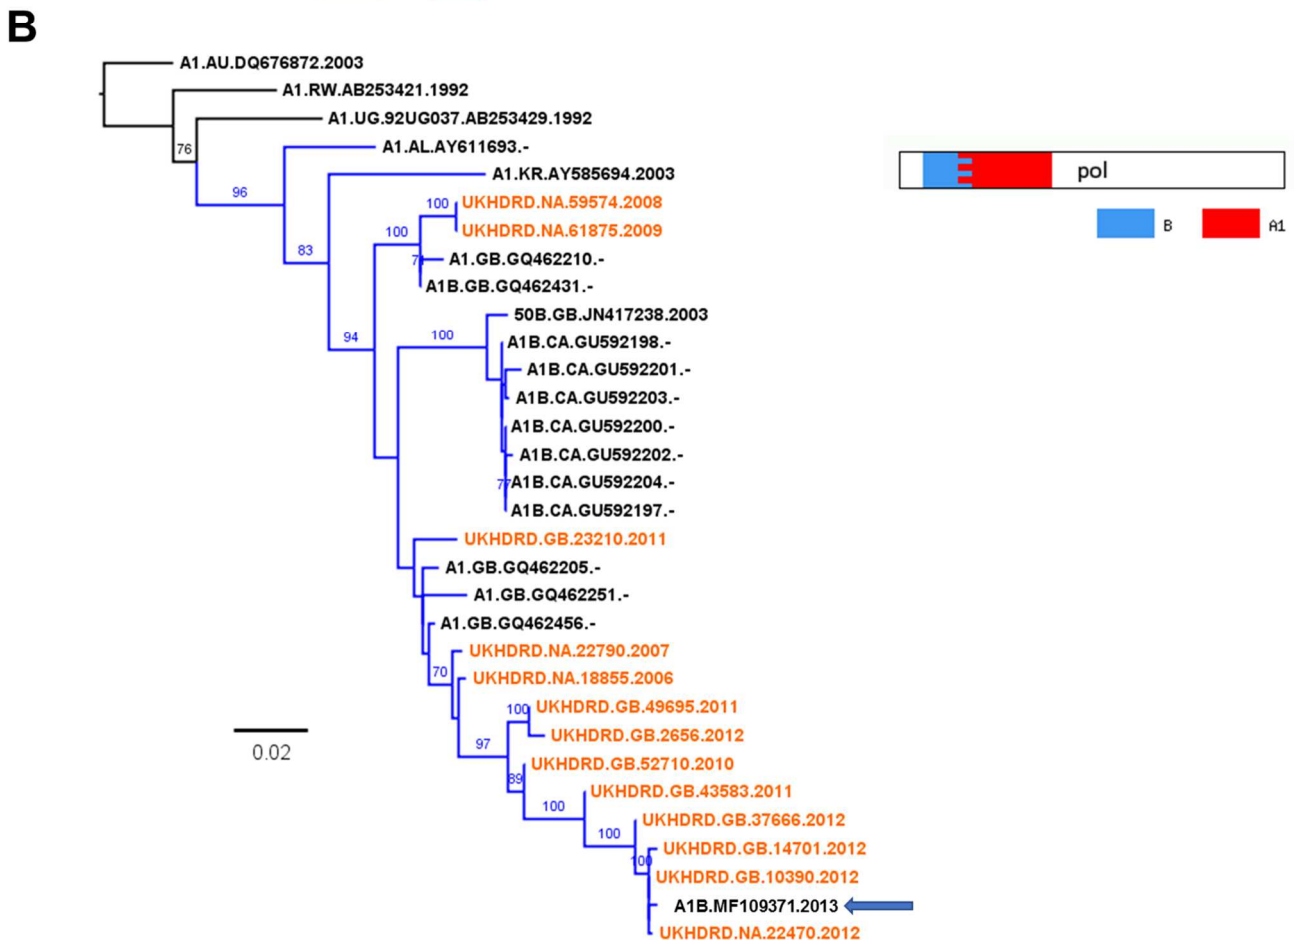 B
A1.AU.DQ676872.2003
A1.RW.AB253421.1992
A1.UG.92UG037.AB253429.1992
76
A1.AL.AY611693.-
A1.KR.AY585694.2003
96
100
UKHDRD.NA.59574.2008
UKHDRD.NA.61875.2009
100
83
A1.GB.GQ462210.-
A1B.GB.GQ462431.-
50B.GB.JN417238.2003
94
100
A1B.CA.GU592198.-
A1B.CA.GU592201.-
A1B.CA.GU592203.-
A1B.CA.GU592200.-
A1B.CA.GU592202.-
77
A1B.CA.GU592204.-
A1B.CA.GU592197.-
UKHDRD.GB.23210.2011
A1.GB.GQ462205.-
A1.GB.GQ462251.-
A1.GB.GQ462456.-
UKHDRD.NA.22790.2007
70
UKHDRD.NA.18855.2006
100
UKHDRD.GB.49695.2011
UKHDRD.GB.2656.2012
97
UKHDRD.GB.52710.2010
89
UKHDRD.GB.43583.2011
100
UKHDRD.GB.37666.2012
100
UKHDRD.GB.14701.2012
100
UKHDRD.GB.10390.2012
A1B.MF109371.2013
UKHDRD.NA.22470.2012
0.02
pol
B
A1